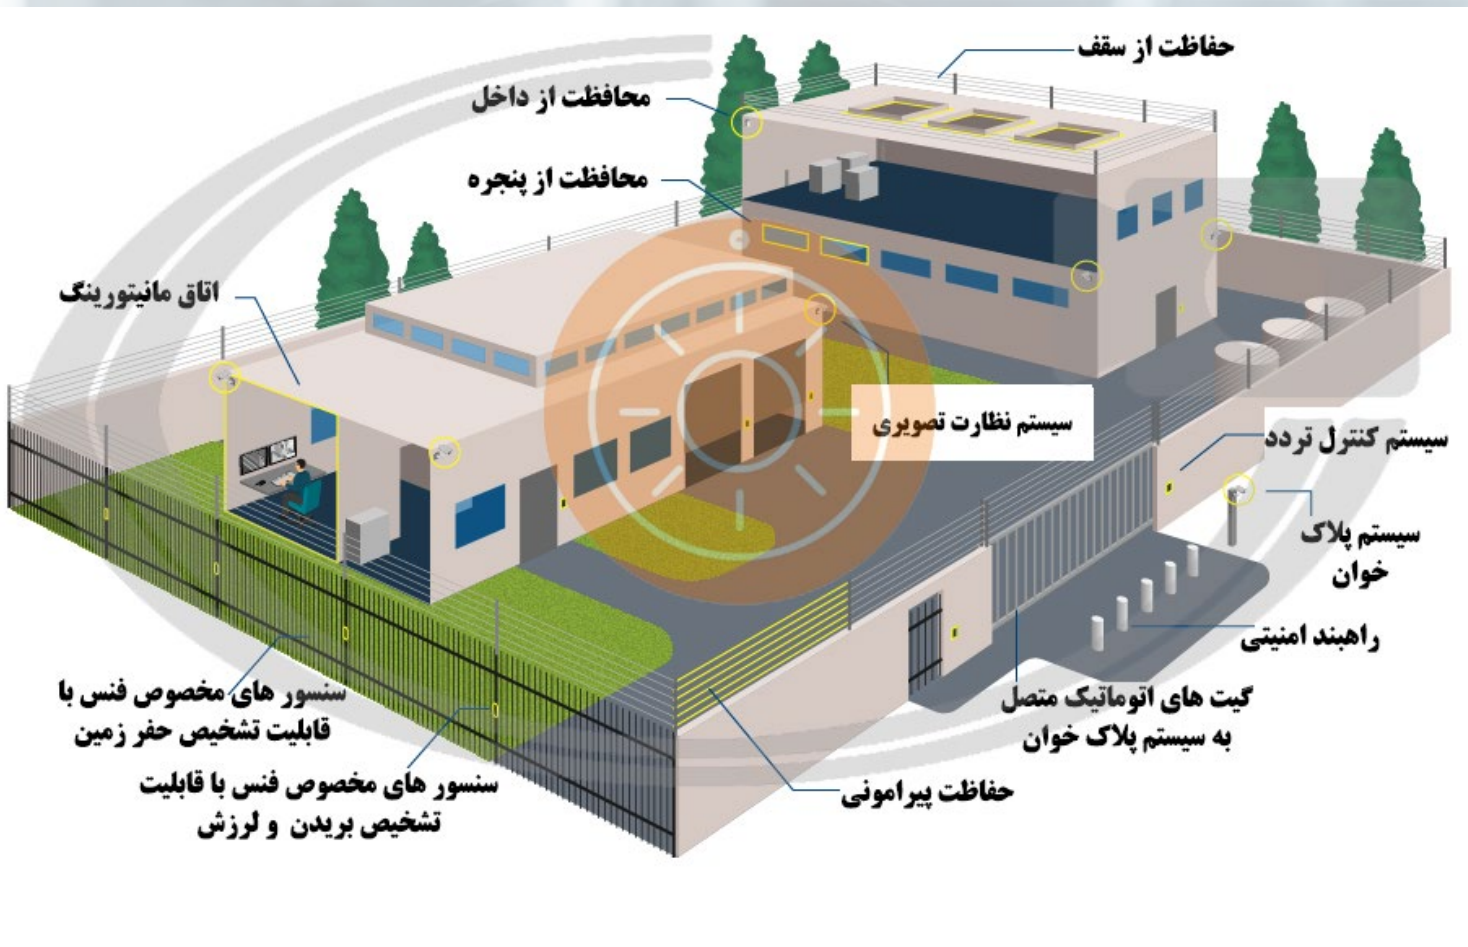 حفاظت از سقف
محافظت از داخل
محافظت از پنجره
اتاق مانیتورینگ
سیستم نظارت تصویری
سیستم کنترل تردد
سیستم پلاک
خوان
راهبند امنیتی
گیت های اتوماتیک متصل
به سیستم پلاک خوان
سنسور های مخصوص فنس با
قابلیت تشخیص حفر زمین
سنسور های مخصوص فنس با قابلیت
تشخیص بریدن و لرزش
حفاظت پیرامونی